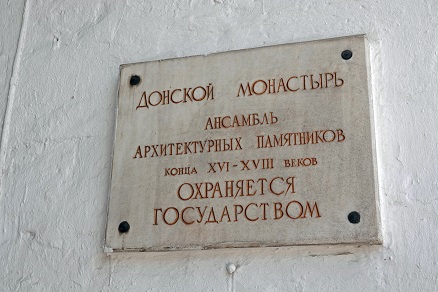 ДОНСКОЙ МОНАСТЫРЬ
АНСАМБЛЬ
АРХИТЕКТУРНЫХ ПАМЯТНИКОВ
КОНЦА XVI-XVIII ВЕКОВ
ОХРАНЯЕТСЯ
ГОСУДАРСТВОМ